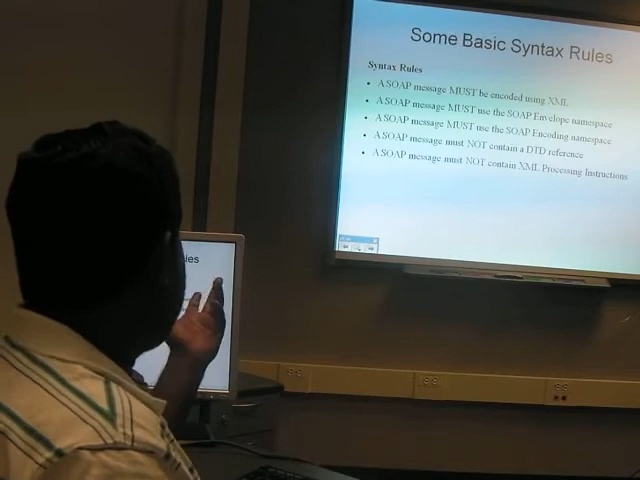 Some Basic Syntax Rules
Syntax Rules
• A SOAP message MUST be encoded using XML
• A SOAP message MUST use the SOAP Envelope namespace
• A SOAP message MUST use the SOAP Encoding namespace
• A SOAP message must NOT contain a DTD reference
• A SOAP message must NOT contain XML Processing Instructions
les